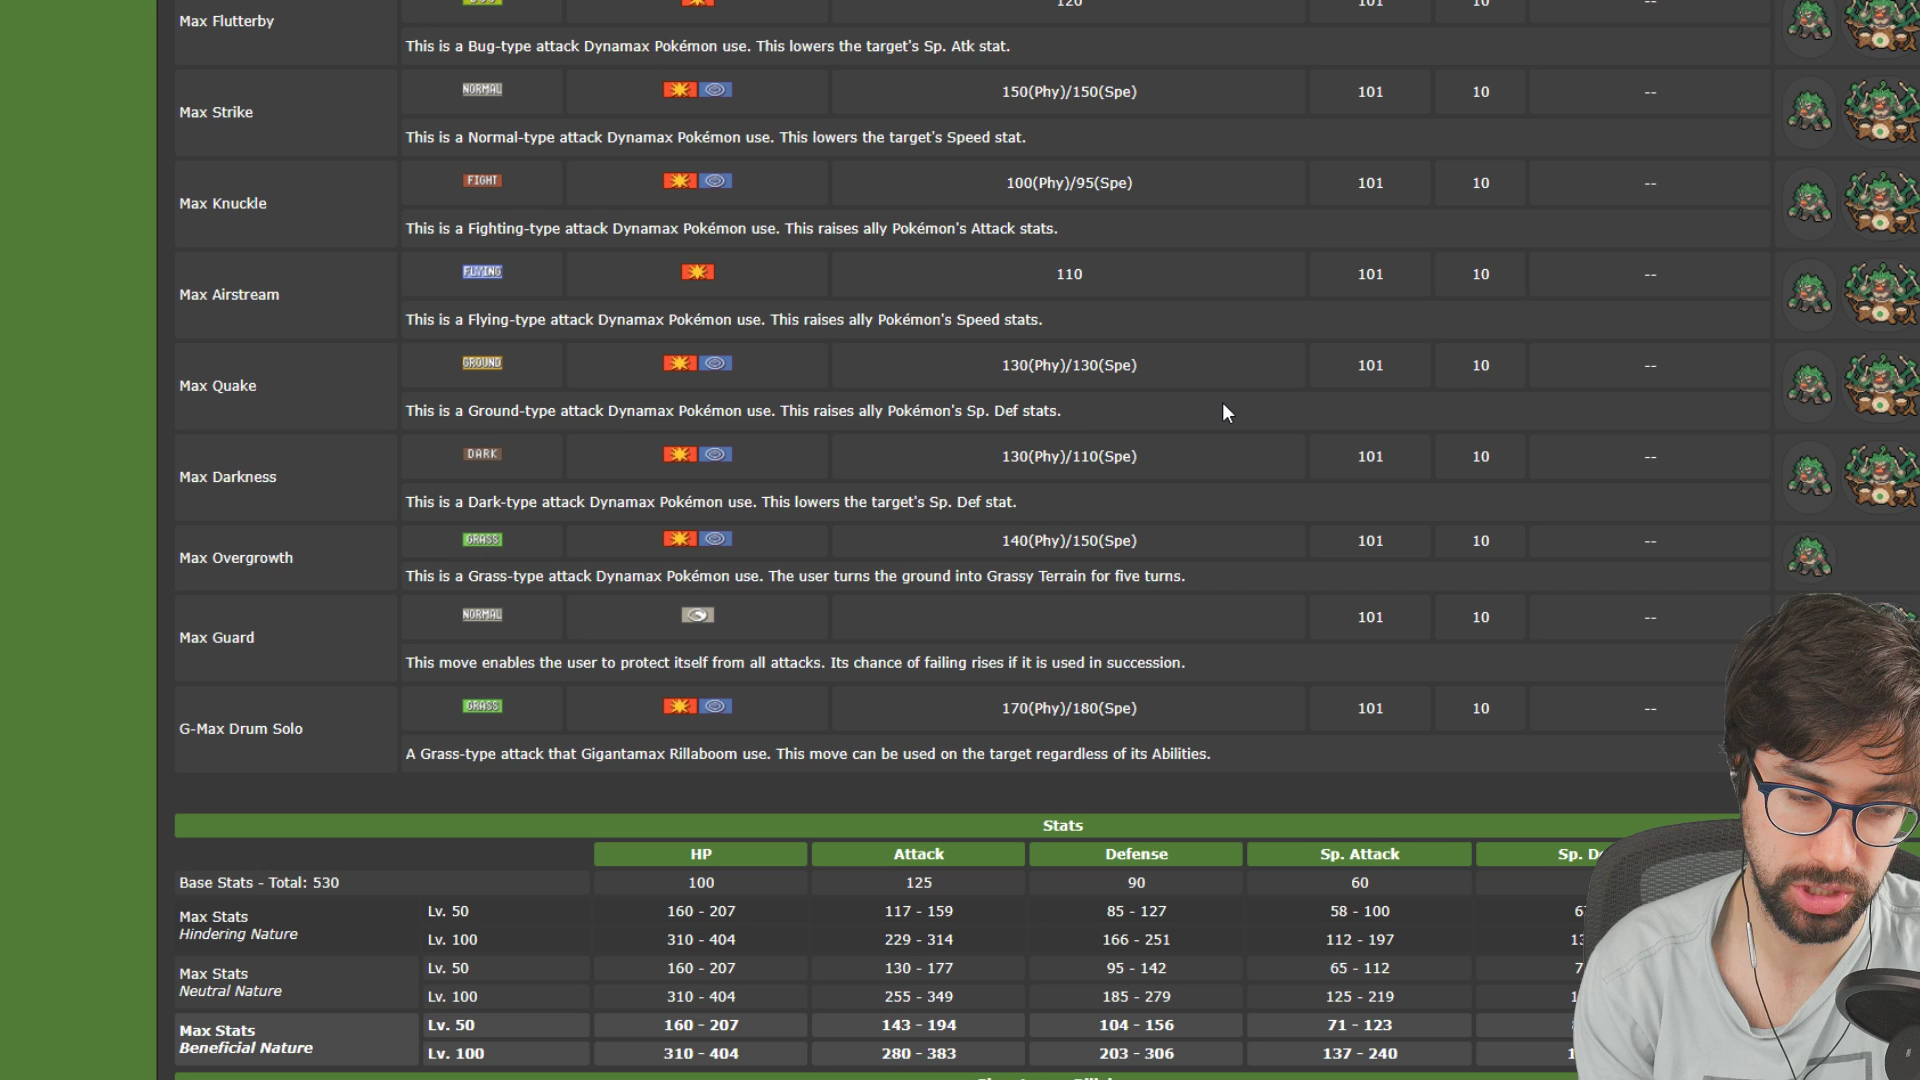 120 101 10 --
Max Flutterby
This is a Bug-type attack Dynamax Pokémon use. This lowers the target's Sp. Atk stat.
NORMAL 150(Phy)/150(Spe) 101 10 --
Max Strike
This is a Normal-type attack Dynamax Pokémon use. This lowers the target's Speed stat.
FIGHT 100(Phy)/95(Spe) 101 10 --
Max Knuckle
This is a Fighting-type attack Dynamax Pokémon use. This raises ally Pokémon's Attack stats.
FLYING 110 101 10 --
Max Airstream
This is a Flying-type attack Dynamax Pokémon use. This raises ally Pokémon's Speed stats.
GROUND 130(Phy)/130(Spe) 101 10 --
Max Quake
This is a Ground-type attack Dynamax Pokémon use. This raises ally Pokémon's Sp. Def stats.
DARK 130(Phy)/110(Spe) 101 10 --
Max Darkness
This is a Dark-type attack Dynamax Pokémon use. This lowers the target's Sp. Def stat.
GRASS 140(Phy)/150(Spe) 101 10 --
Max Overgrowth
This is a Grass-type attack Dynamax Pokémon use. The user turns the ground into Grassy Terrain for five turns.
NORMAL 101 10 --
Max Guard
This move enables the user to protect itself from all attacks. Its chance of failing rises if it is used in succession.
GRASS 170(Phy)/180(Spe) 101 10 --
G-Max Drum Solo
A Grass-type attack that Gigantamax Rillaboom use. This move can be used on the target regardless of its Abilities.
Stats
HP Attack Defense Sp. Attack Sp.
Base Stats - Total: 530 100 125 90 60
Max Stats
Hindering Nature
Lv. 50 160 - 207 117 - 159 85 - 127 58 - 100
Lv. 100 310 - 404 229 - 314 166 - 251 112 - 197
Max Stats
Neutral Nature
Lv. 50 160 - 207 130 - 177 95 - 142 65 - 112
Lv. 100 310 - 404 255 - 349 185 - 279 125 - 219
Max Stats
Beneficial Nature
Lv. 50 160 - 207 143 - 194 104 - 156 71 - 123
Lv. 100 310 - 404 280 - 383 203 - 306 137 - 240